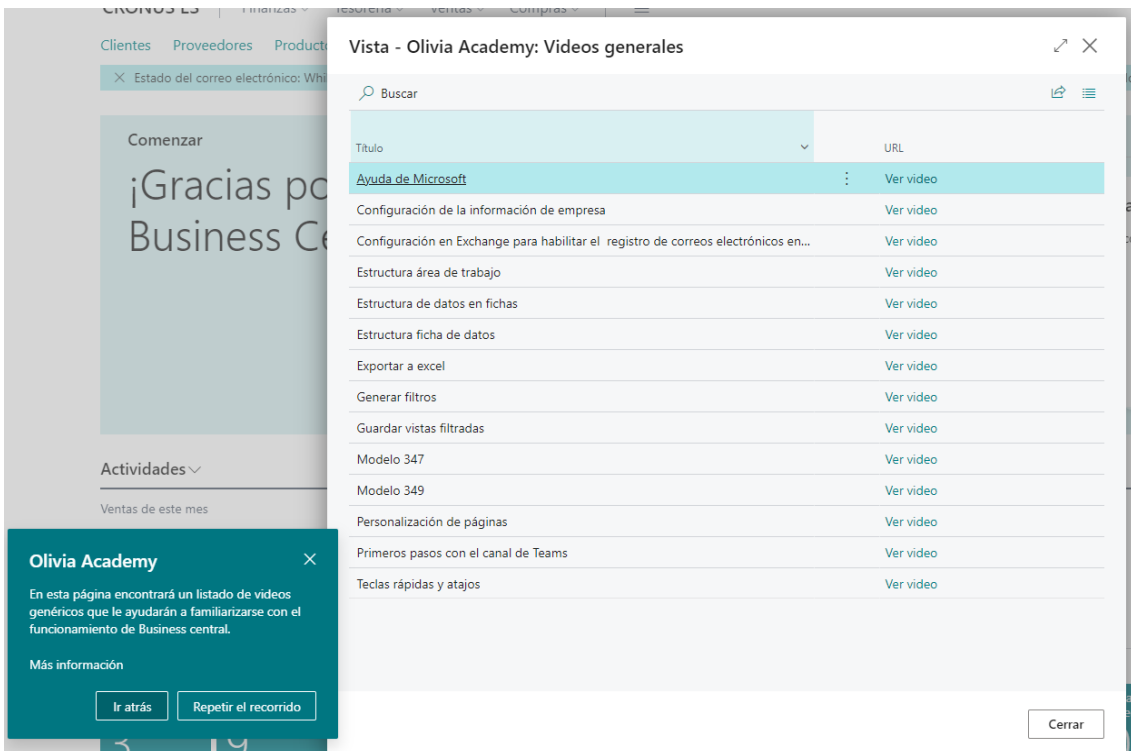 CRONUS ES
Finanzas
Tesorería
Ventas
Compras
Clientes
Proveedores
Estado del correo electrónico:
Comenzar
¡Gracias
Business
Actividades
Ventas de este mes
Vista - Olivia Academy: Videos generales
Buscar
Título URL
Ayuda de Microsoft Ver video
Configuración de la información de empresa Ver video
Configuración en Exchange para habilitar el registro de correos electrónicos en... Ver video
Estructura área de trabajo Ver video
Estructura de datos en fichas Ver video
Estructura ficha de datos Ver video
Exportar a excel Ver video
Generar filtros Ver video
Guardar vistas filtradas Ver video
Modelo 347 Ver video
Modelo 349 Ver video
Personalización de páginas Ver video
Primeros pasos con el canal de Teams Ver video
Teclas rápidas y atajos Ver video
Cerrar
Olivia Academy
En esta página encontrará un listado de videos
genéricos que le ayudarán a familiarizarse con el
funcionamiento de Business central.
Más información
Ir atrás
Repetir el recorrido